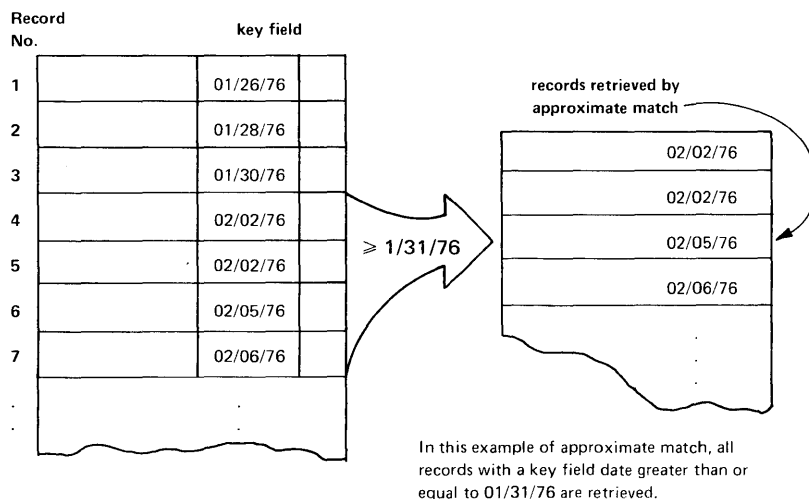 Record
No.
key field
1 01/26/76
2 01/28/76
3 01/30/76
4 02/02/76
5 02/02/76
6 02/05/76
7 02/06/76
. .
. .
⩾ 1/31/76
records retrieved by
approximate match
02/02/76
02/02/76
02/05/76
02/06/76
.
.
.
In this example of approximate match, all
records with a key field date greater than or
equal to 01/31/76 are retrieved.